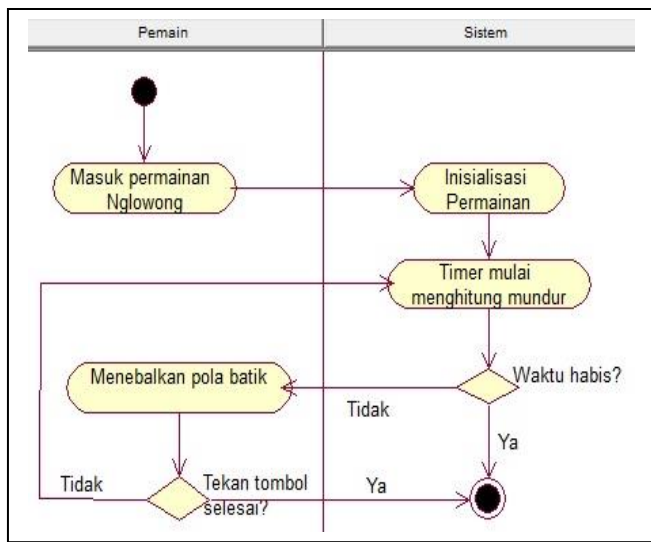 Pemain
Sistem
Masuk permainan
Nglowong
Inisialisasi
Permainan
Timer mulai
menghitung mundur
Waktu habis?
Menebalkan pola batik
Tidak
Ya
Tidak
Tekan tombol
selesai?
Ya